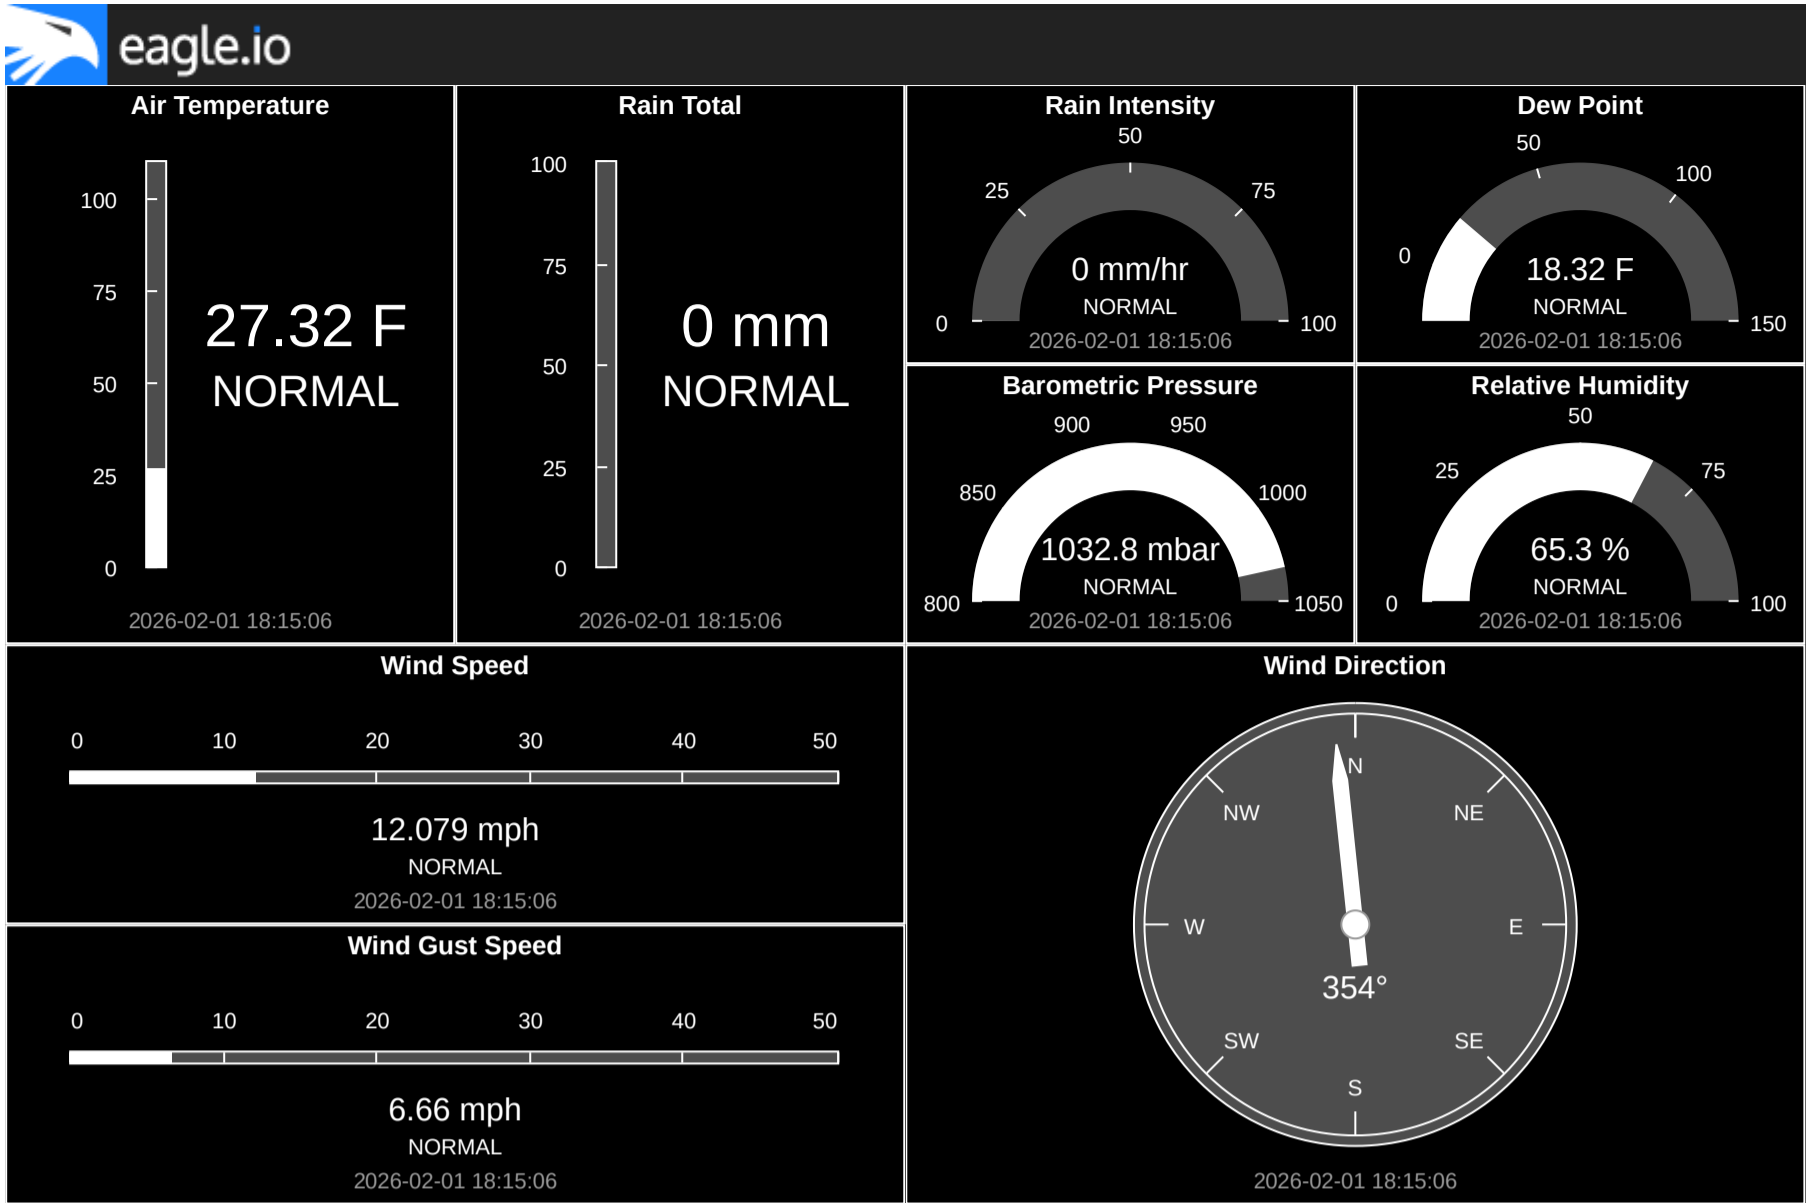 eagle.io
Air Temperature
100
75
50
25
0
27.32 F
NORMAL
2026-02-01 18:15:06
Rain Total
100
75
50
25
0
0 mm
NORMAL
2026-02-01 18:15:06
Rain Intensity
50
25
75
0
100
0 mm/hr
NORMAL
2026-02-01 18:15:06
Dew Point
50
100
0
150
18.32 F
NORMAL
2026-02-01 18:15:06
Barometric Pressure
900
950
850
1000
800
1050
1032.8 mbar
NORMAL
2026-02-01 18:15:06
Relative Humidity
50
25
75
0
100
65.3 %
NORMAL
2026-02-01 18:15:06
Wind Speed
0 10 20 30 40 50
12.079 mph
NORMAL
2026-02-01 18:15:06
Wind Gust Speed
0 10 20 30 40 50
6.66 mph
NORMAL
2026-02-01 18:15:06
Wind Direction
N
NW
NE
W
E
354°
SW
SE
S
2026-02-01 18:15:06